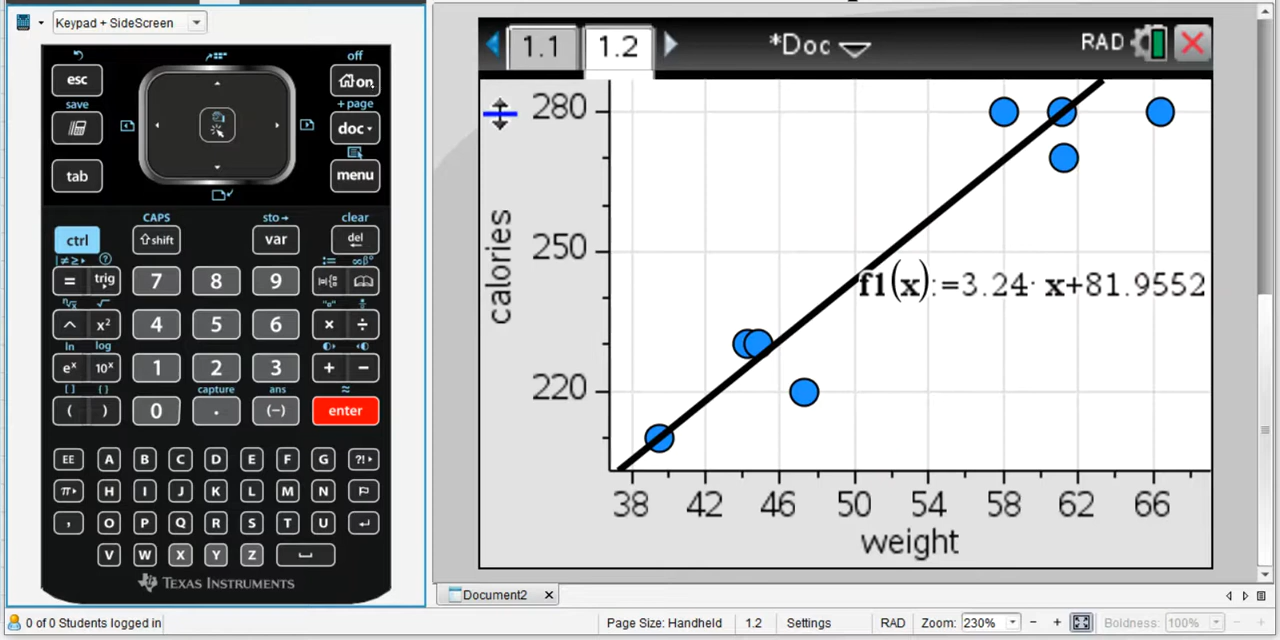 Keypad + SideScreen
off
esc
on
save
+ page
doc
tab
menu
CAPS
sto→
clear
ctrl
⇧shift
var
del
|≠≥▸
:=
∞β°
=
trig
7
8
9
ⁿ√x
√
"□"
^
x²
4
5
6
×
÷
ln
log
eˣ
10ˣ
1
2
3
+
−
[ ]
{ }
capture
ans
≈
(
)
0
.
(−)
enter
EE
A
B
C
D
E
F
G
?!▸
π▸
H
I
J
K
L
M
N
,
O
P
Q
R
S
T
U
V
W
X
Y
Z
TEXAS INSTRUMENTS
1.1
1.2
*Doc
RAD
280
250
220
calories
f1(x):=3.24· x+81.9552
38
42
46
50
54
58
62
66
weight
Document2
0 of 0 Students logged in
Page Size: Handheld
1.2
Settings
RAD
Zoom:
230%
−
+
Boldness:
100%
−
+